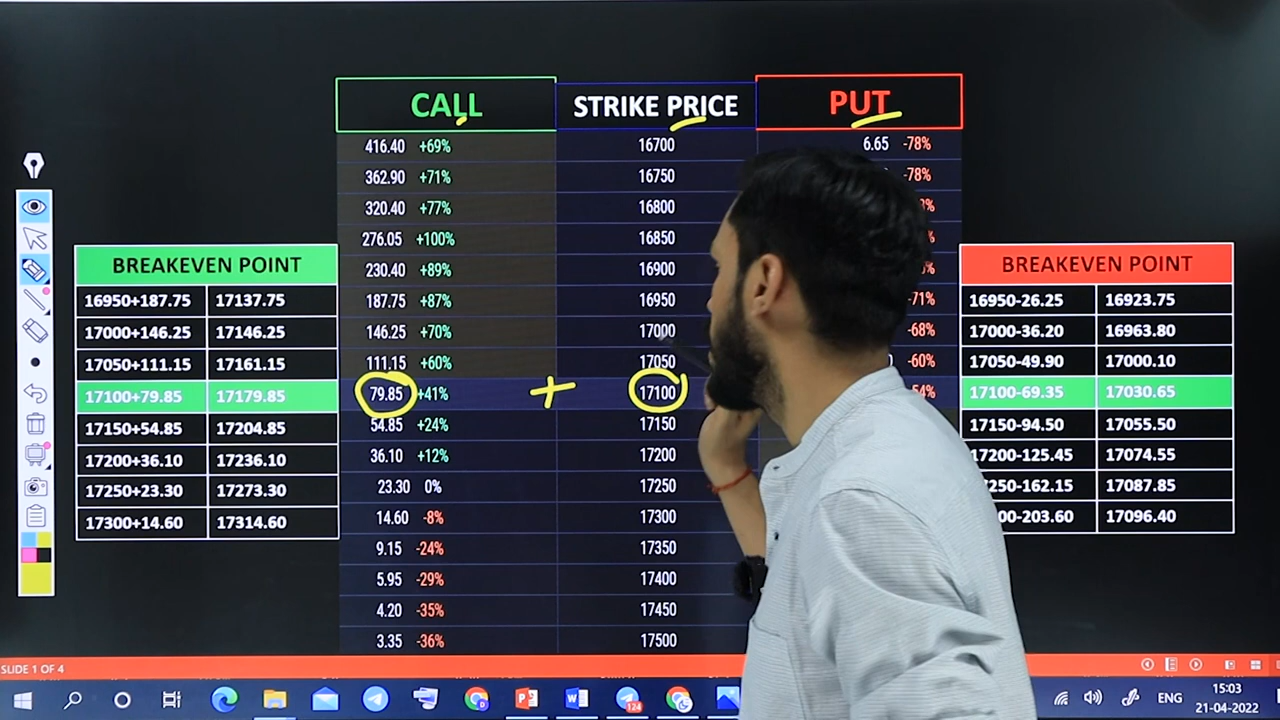 CALL STRIKE PRICE PUT
416.40 +69% 16700 6.65 -78%
362.90 +71% 16750 -78%
320.40 +77% 16800
276.05 +100% 16850
BREAKEVEN POINT
BREAKEVEN POINT
230.40 +89% 16900
16950+187.75 17137.75 187.75 +87% 16950 -71% 16950-26.25 16923.75
17000+146.25 17146.25 146.25 +70% 17000 -68% 17000-36.20 16963.80
17050+111.15 17161.15 111.15 +60% 17050 -60% 17050-49.90 17000.10
17100+79.85 17179.85 79.85 +41% + 17100 17100-69.35 17030.65
17150+54.85 17204.85 54.85 +24% 17150 17150-94.50 17055.50
17200+36.10 17236.10 36.10 +12% 17200 17200-125.45 17074.55
17250+23.30 17273.30 23.30 0% 17250 250-162.15 17087.85
17300+14.60 17314.60 14.60 -8% 17300 00-203.60 17096.40
9.15 -24% 17350
5.95 -29% 17400
4.20 -35% 17450
3.35 -36% 17500
SLIDE 1 OF 4
124
ENG
15:03
21-04-2022